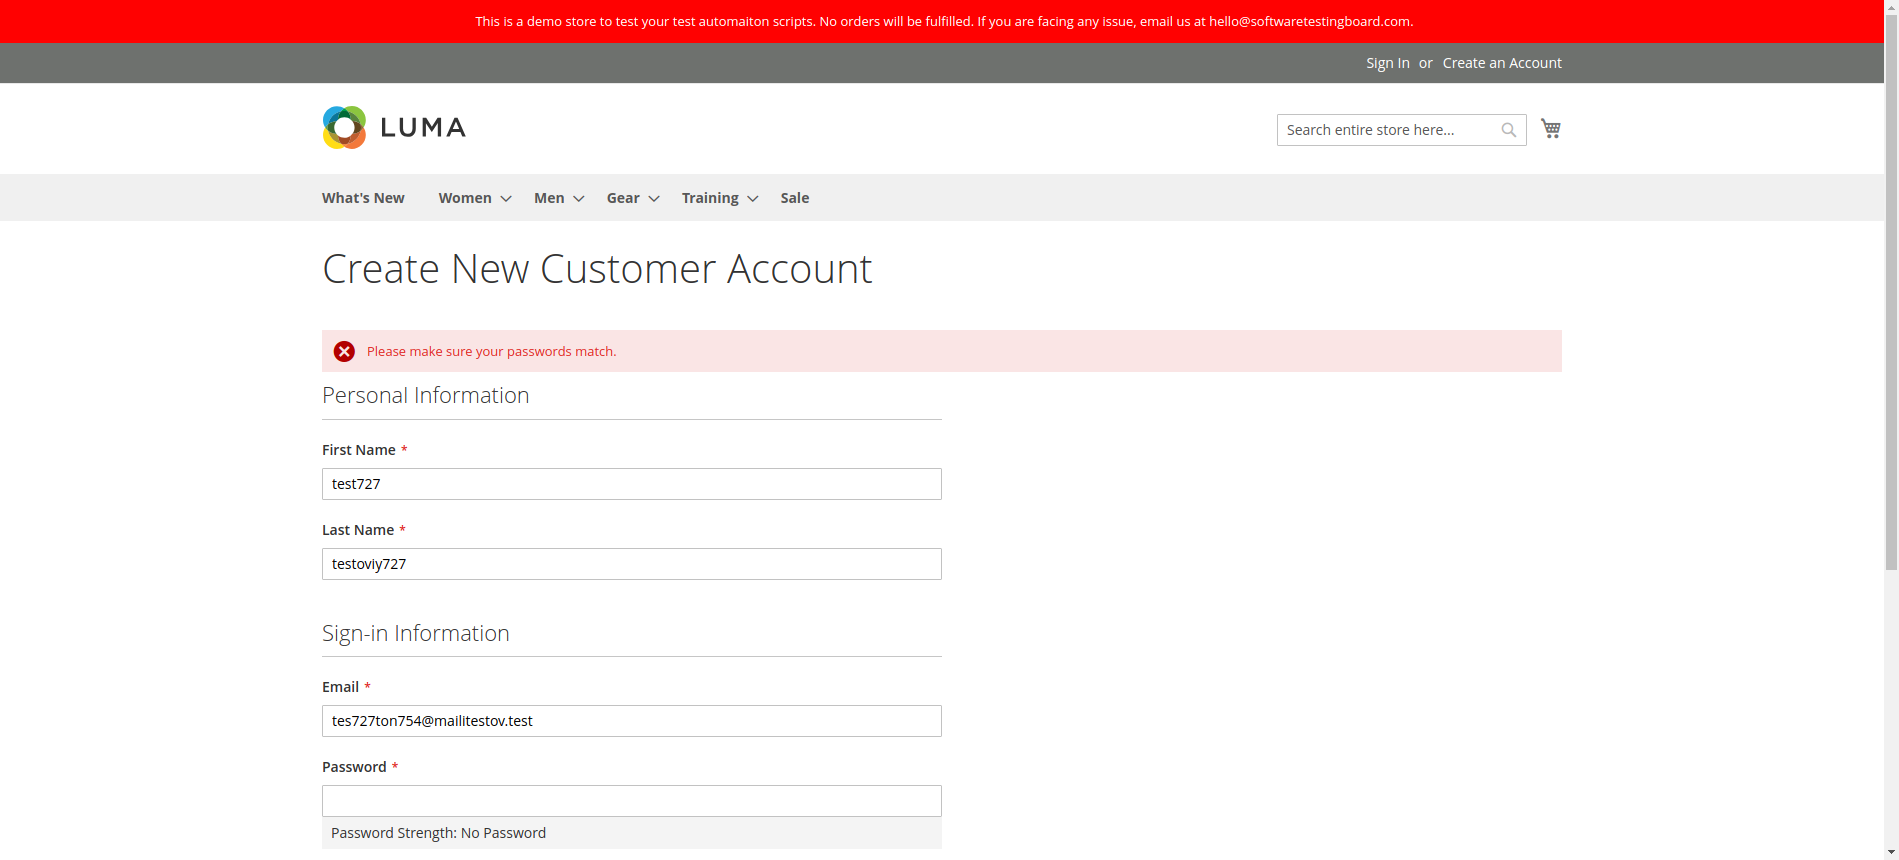 This is a demo store to test your test automaiton scripts. No orders will be fulfilled. If you are facing any issue, email us at hello@softwaretestingboard.com.
Sign In or Create an Account
LUMA
Search entire store here...
What's New Women Men Gear Training Sale
Create New Customer Account
Please make sure your passwords match.
Personal Information
First Name *
test727
Last Name *
testoviy727
Sign-in Information
Email *
tes727ton754@mailitestov.test
Password *
Password Strength: No Password